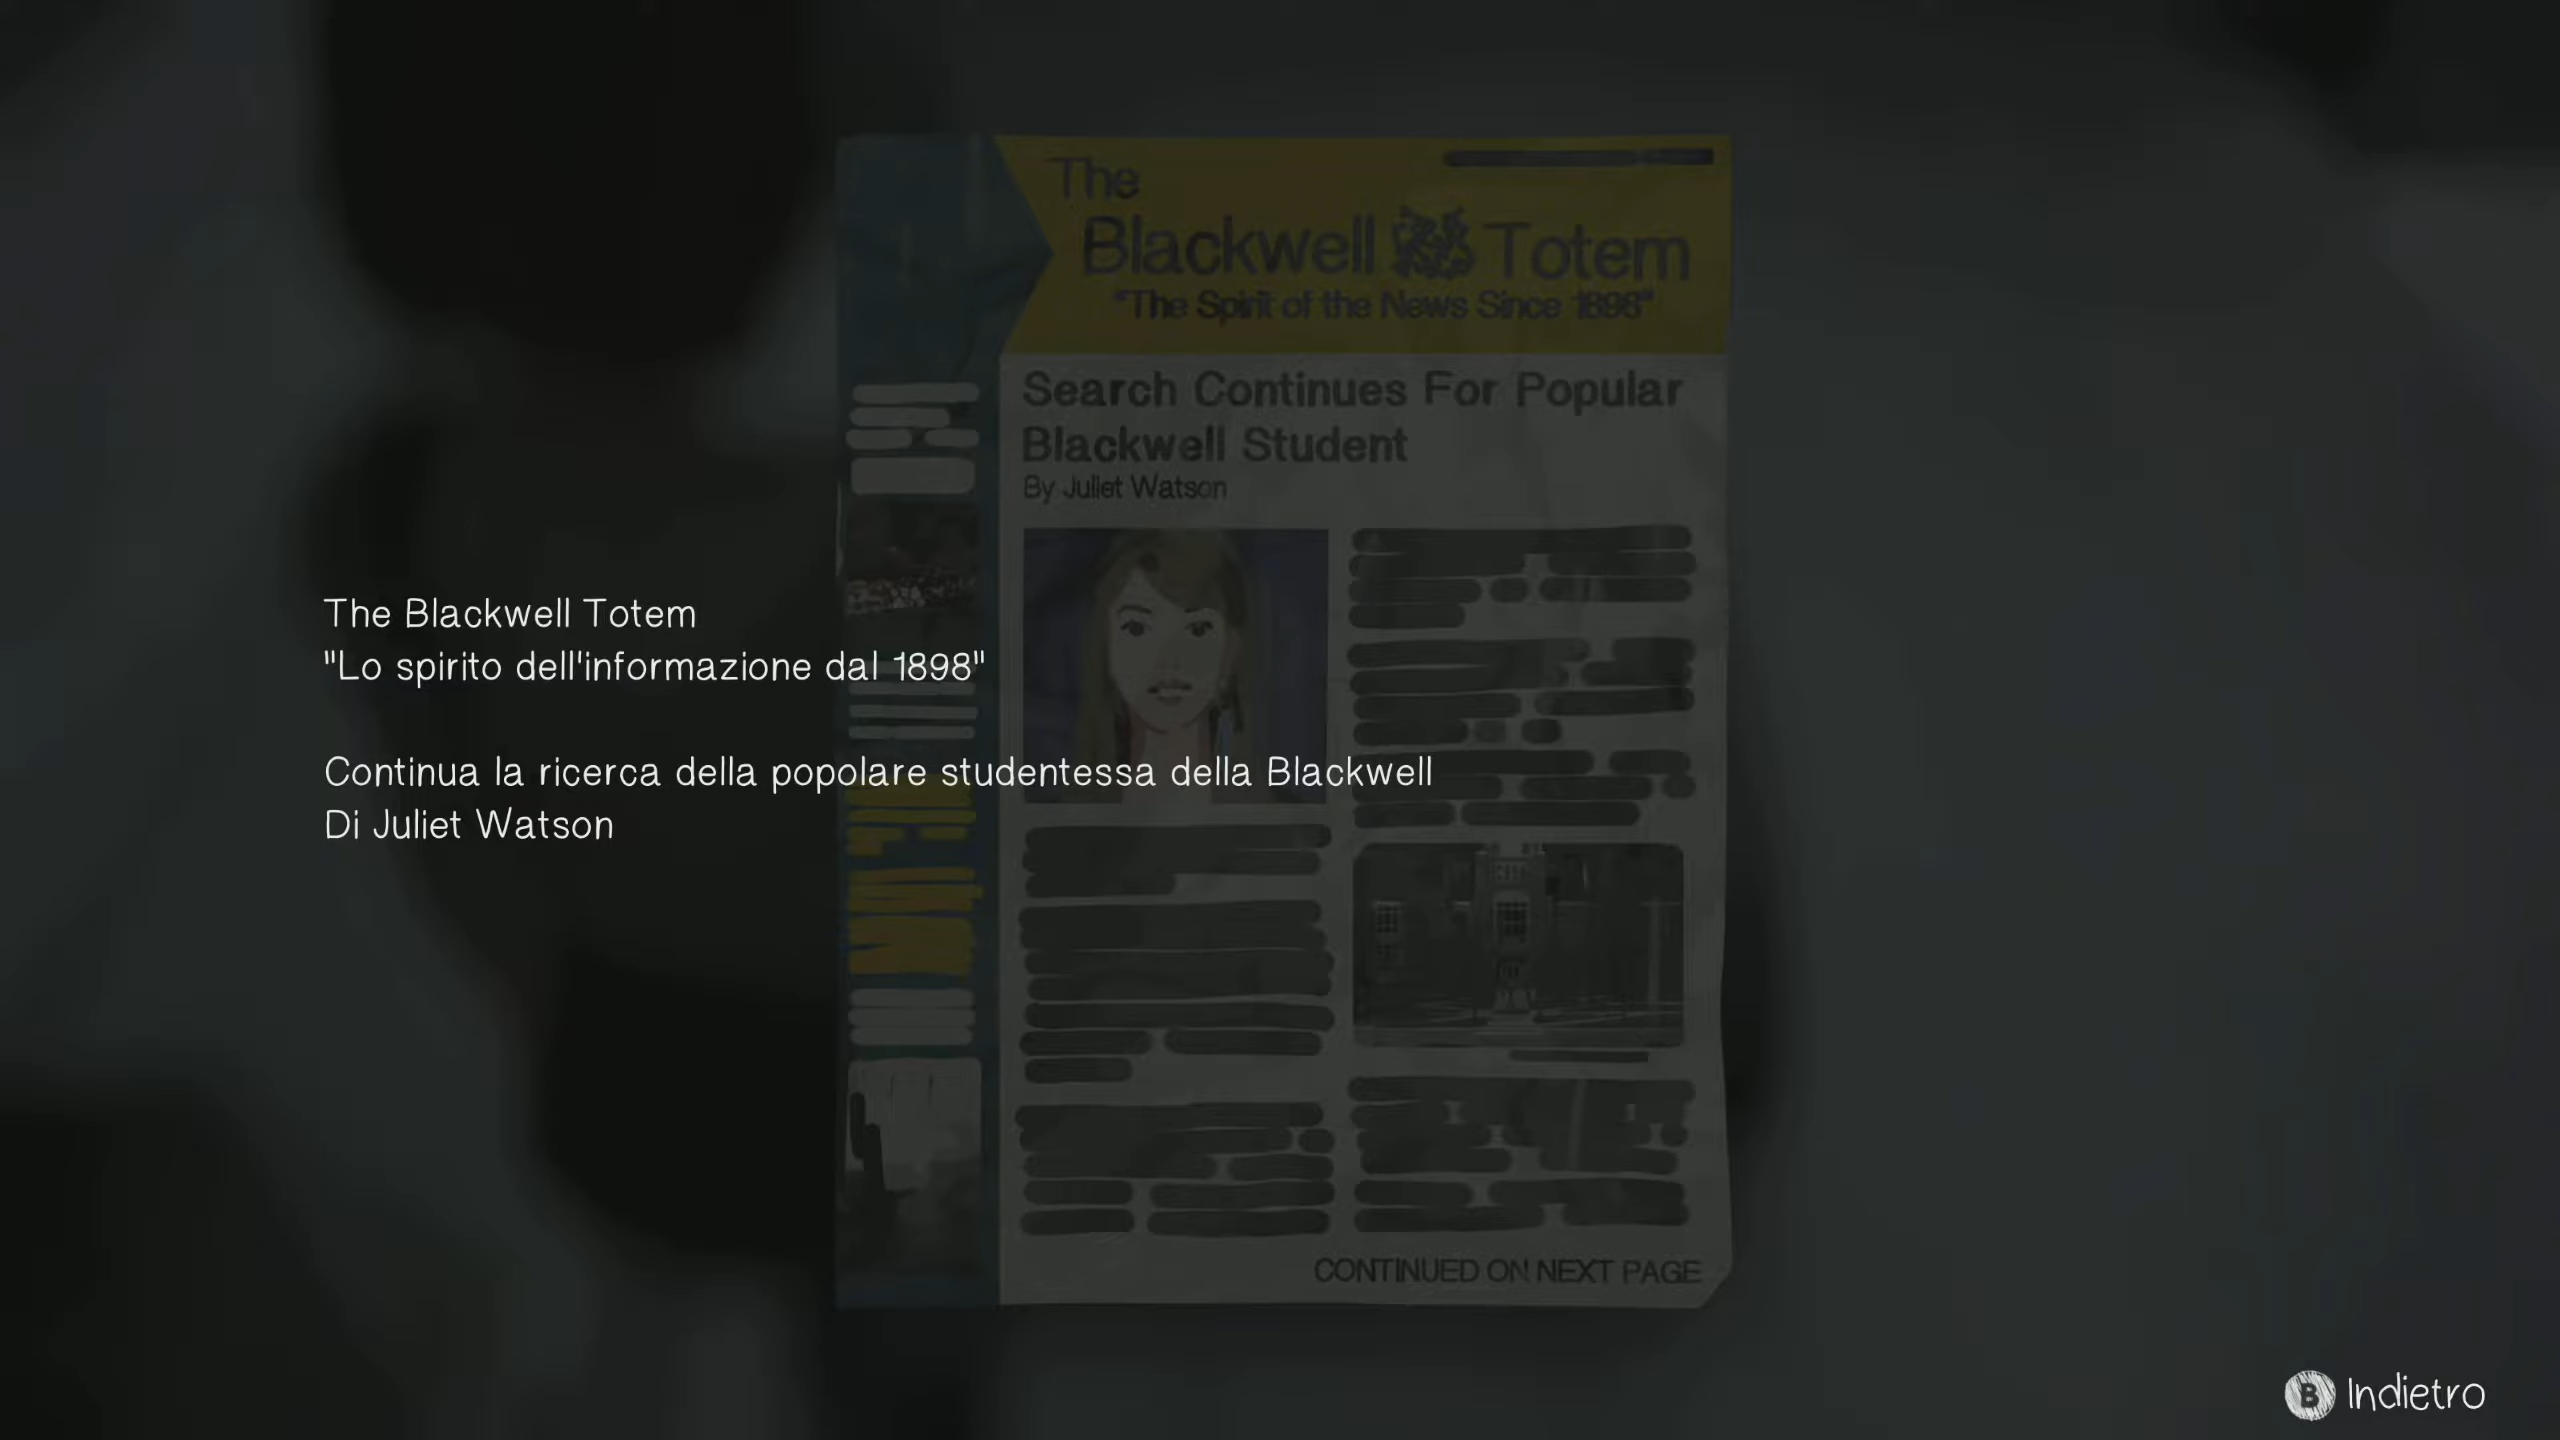 The
Blackwell Totem
"The Spirit of the News Since 1898"
Search Continues For Popular
Blackwell Student
By Juliet Watson
The Blackwell Totem
"Lo spirito dell'informazione dal 1898"
Continua la ricerca della popolare studentessa della Blackwell
Di Juliet Watson
CONTINUED ON NEXT PAGE
B Indietro